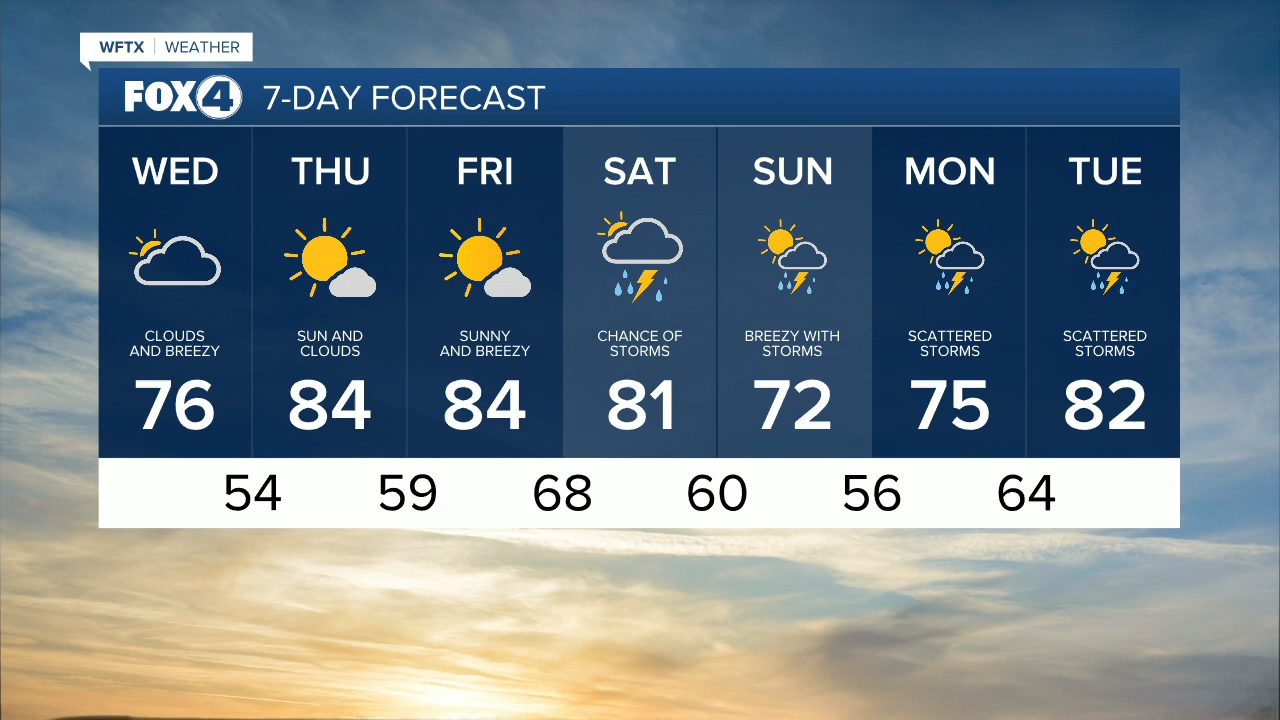 WFTX | WEATHER
FOX 4 7-DAY FORECAST
WED THU FRI SAT SUN MON TUE
CLOUDS AND BREEZY
SUN AND CLOUDS
SUNNY AND BREEZY
CHANCE OF STORMS
BREEZY WITH STORMS
SCATTERED STORMS
SCATTERED STORMS
76 84 84 81 72 75 82
54 59 68 60 56 64